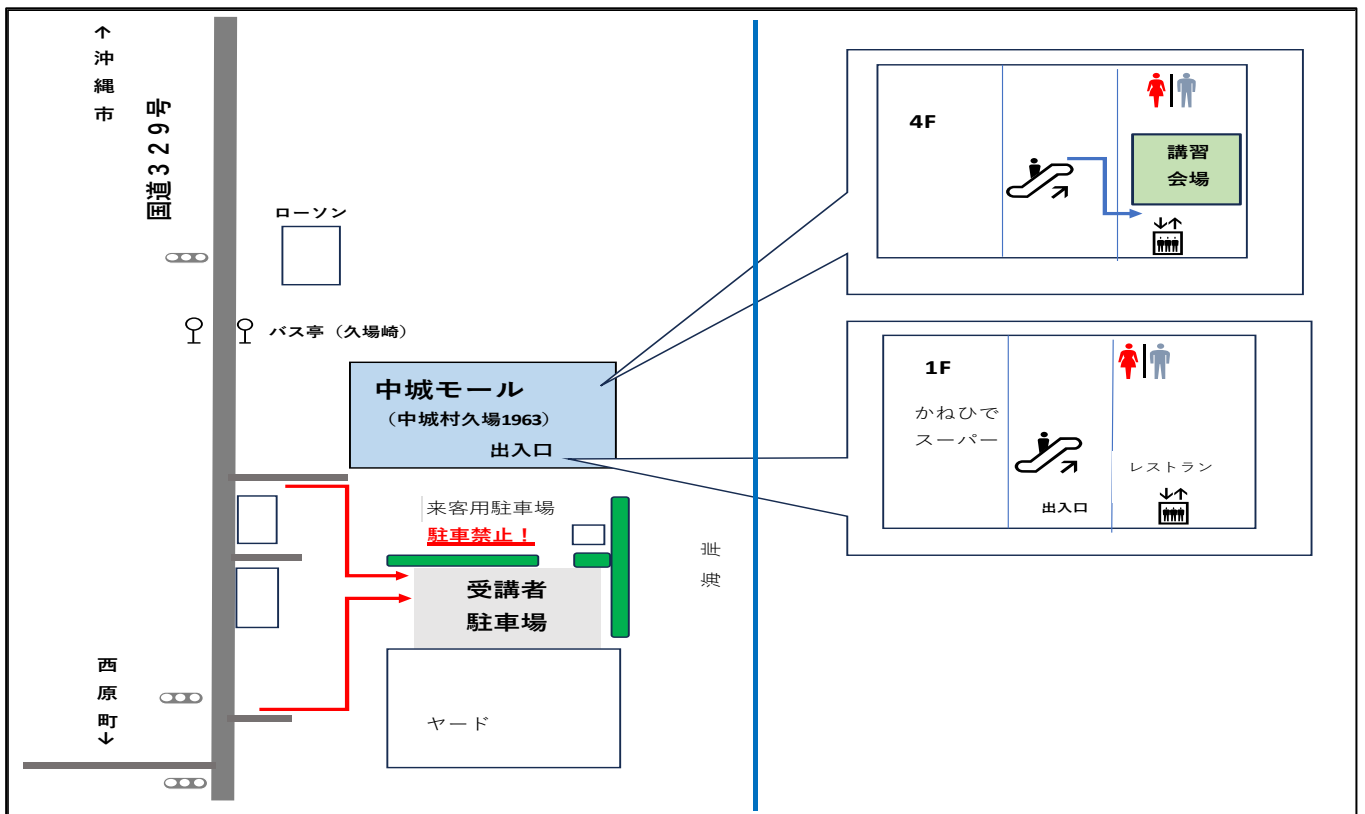 ↑沖縄市
国道329号
ローソン
バス亭（久場崎）
中城モール
（中城村久場1963）
出入口
来客用駐車場
駐車禁止！
受講者
駐車場
ヤード
西原町↓
海岸
4F
講習
会場
1F
かねひで
スーパー
レストラン
出入口